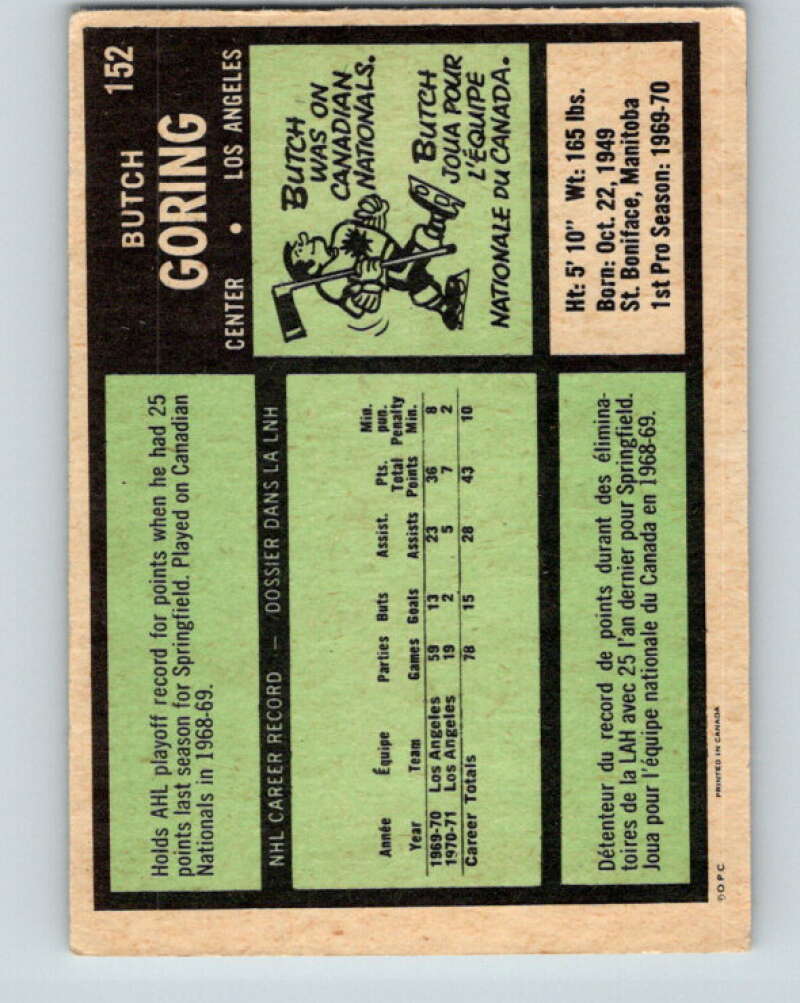 152
BUTCH
GORING
CENTER • LOS ANGELES
Holds AHL playoff record for points when he had 25
points last season for Springfield. Played on Canadian
Nationals in 1968-69.
BUTCH
WAS ON
CANADIAN
NATIONALS.
BUTCH
JOUA POUR
L'ÉQUIPE
NATIONALE DU CANADA.
NHL CAREER RECORD — DOSSIER DANS LA LNH
Année Équipe Parties Buts Assist. Pts. Total Min. pun.
Year Team Games Goals Assists Points Penalty Min.
1969-70 Los Angeles 59 13 23 36 8
1970-71 Los Angeles 19 2 5 7 2
Career Totals 78 15 28 43 10
Ht: 5' 10" Wt: 165 lbs.
Born: Oct. 22, 1949
St. Boniface, Manitoba
1st Pro Season: 1969-70
Détenteur du record de points durant des élimina-
toires de la LAH avec 25 l'an dernier pour Springfield.
Joua pour l'équipe nationale du Canada en 1968-69.
©O P C PRINTED IN CANADA